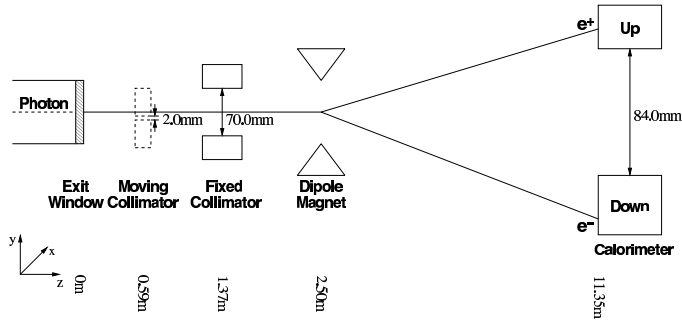 e+
Up
Photon
2.0mm
70.0mm
84.0mm
Exit
Window
Moving
Collimator
Fixed
Collimator
Dipole
Magnet
Down
e−
Calorimeter
y
x
z
0m
0.59m
1.37m
2.50m
11.35m